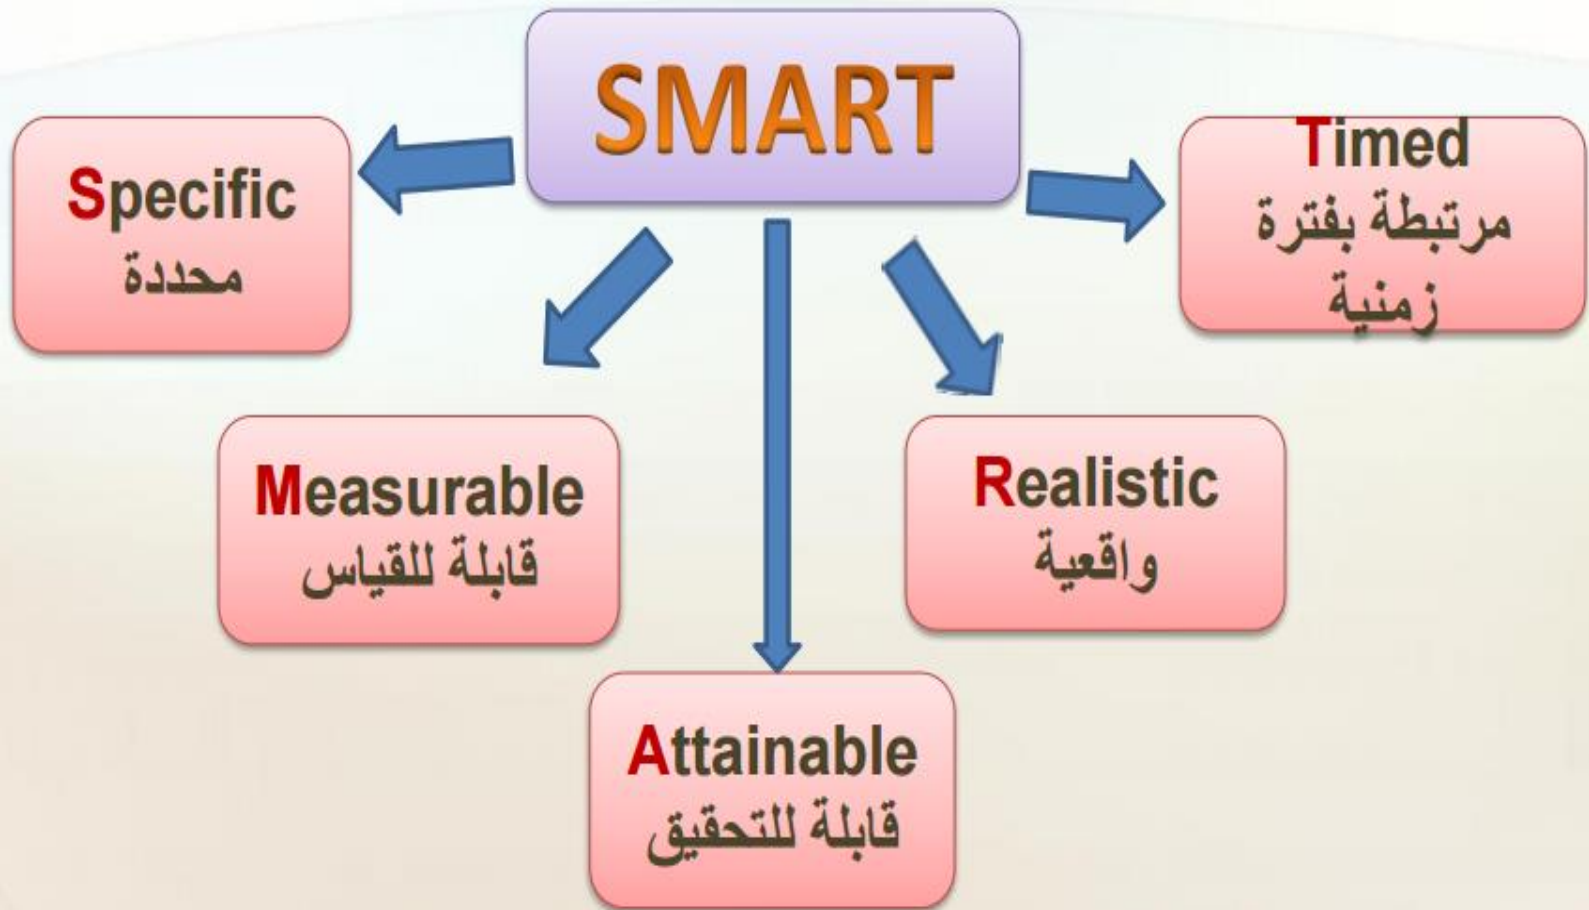 SMART
Specific
محددة
Measurable
قابلة للقياس
Attainable
قابلة للتحقيق
Realistic
واقعية
Timed
مرتبطة بفترة
زمنية